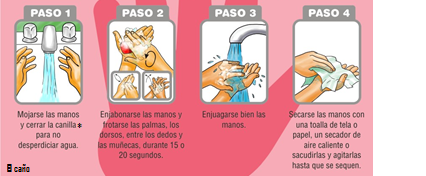 PASO 1
Mojarse las manos
y cerrar la canilla*
para no
desperdiciar agua.
PASO 2
Enjabonarse las manos y
frotarse las palmas, los
dorsos, entre los dedos y
las muñecas, durante 15 o
20 segundos.
PASO 3
Enjuagarse bien las
manos.
PASO 4
Secarse las manos con
una toalla de tela o
papel, un secador de
aire caliente o
sacudirlas y agitarlas
hasta que se sequen.
El caño